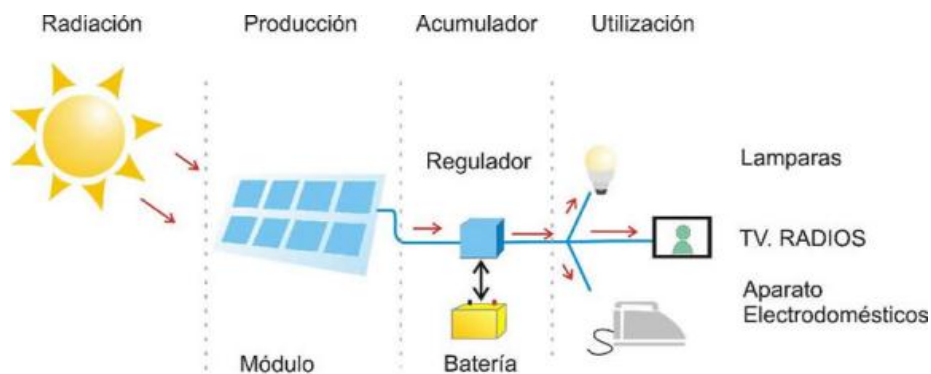 Radiación
Producción
Acumulador
Utilización
Regulador
Lamparas
TV. RADIOS
Aparato
Electrodomésticos
Módulo
Batería